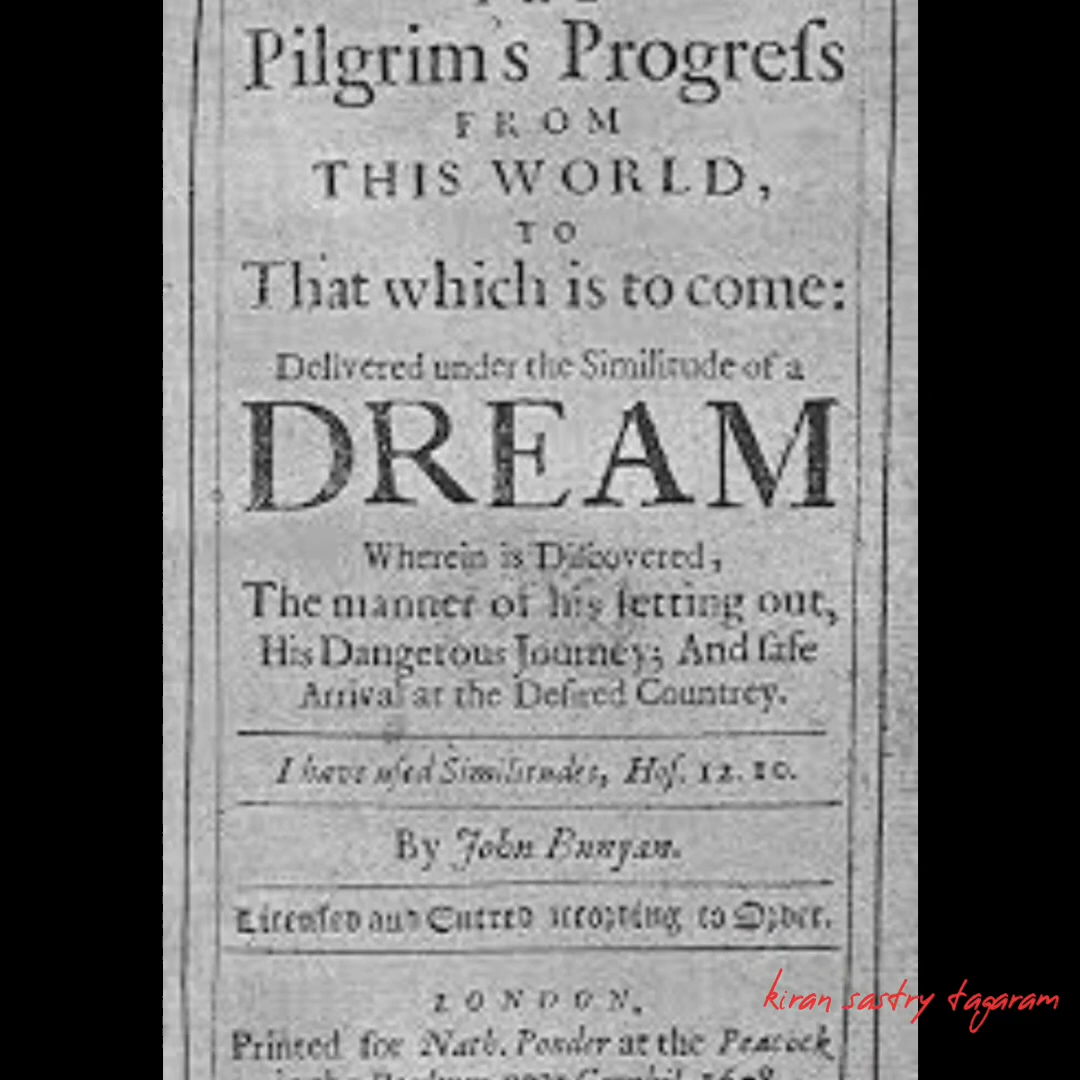 Pilgrim's Progreſs
FROM
THIS WORLD,
TO
That which is to come:
Delivered under the Similitude of a
DREAM
Wherein is Diſcovered,
The manner of his ſetting out,
His Dangerous Journey; And ſafe
Arrival at the Deſired Countrey.
I have uſed Similitudes, Hoſ. 12. 10.
By John Bunyan.
Licenſed and Entred according to Order.
LONDON,
kiran sastry tagaram
Printed for Nath. Ponder at the Peacock